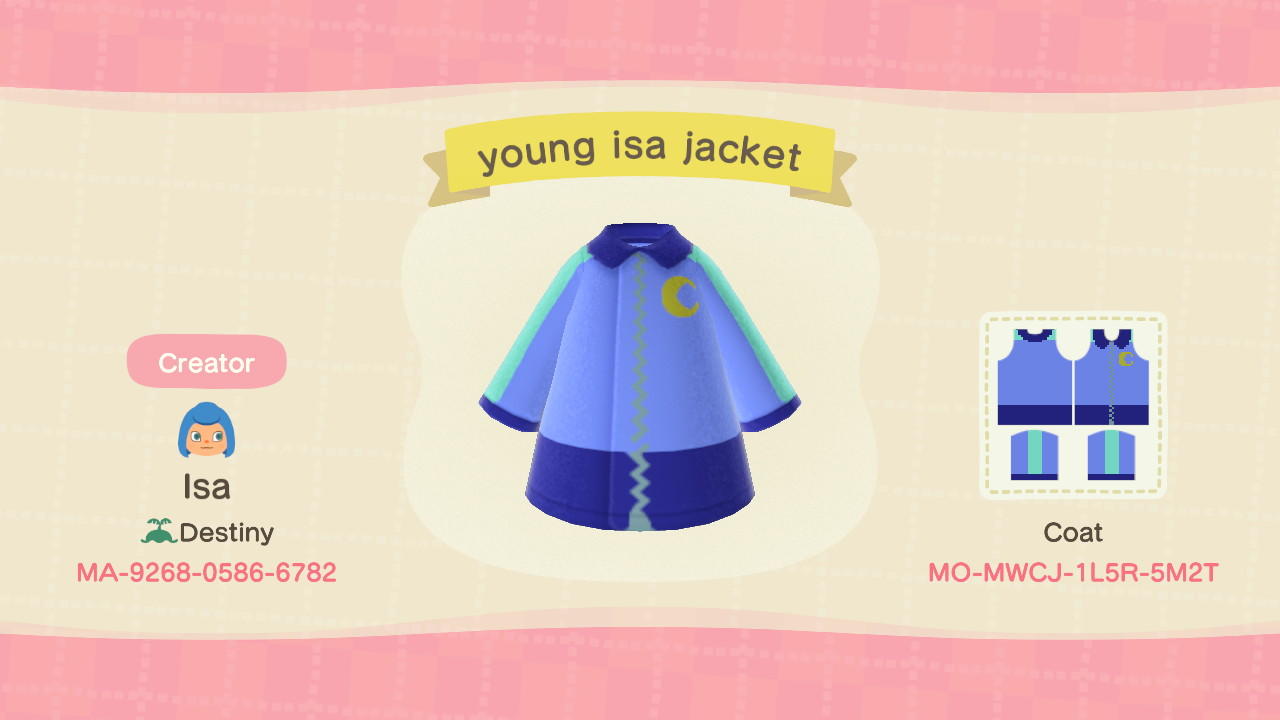 young isa jacket
Creator
Isa
Destiny
MA-9268-0586-6782
Coat
MO-MWCJ-1L5R-5M2T